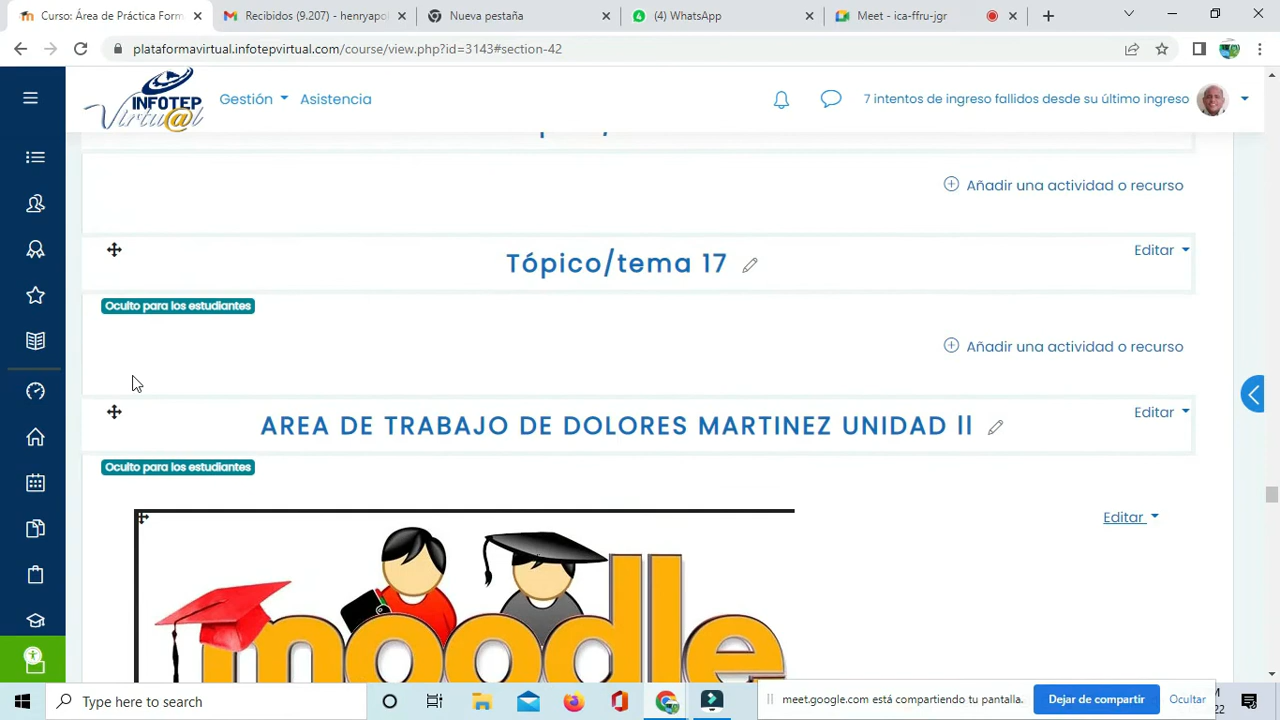 Curso: Área de Práctica Form
Recibidos (9.207) - henryapol
Nueva pestaña
(4) WhatsApp
Meet - ica-ffru-jgr
plataformavirtual.infotepvirtual.com/course/view.php?id=3143#section-42
INFOTEP
Virtu@l
Gestión
Asistencia
7 intentos de ingreso fallidos desde su último ingreso
Añadir una actividad o recurso
Tópico/tema 17
Editar
Oculto para los estudiantes
Añadir una actividad o recurso
AREA DE TRABAJO DE DOLORES MARTINEZ UNIDAD ll
Editar
Oculto para los estudiantes
Editar
moodle
Type here to search
meet.google.com está compartiendo tu pantalla.
Dejar de compartir
Ocultar